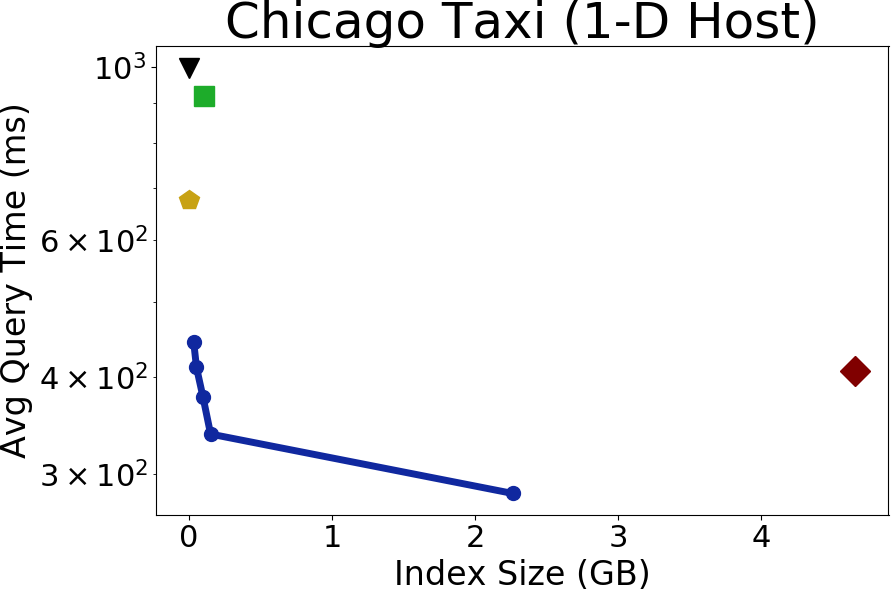 Chicago Taxi (1-D Host)
Avg Query Time (ms)
10³
6 × 10²
4 × 10²
3 × 10²
0 1 2 3 4
Index Size (GB)